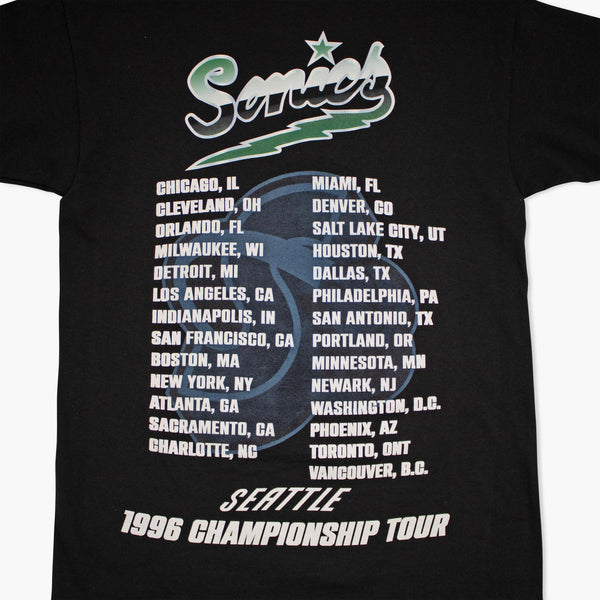 Sonics
CHICAGO, IL
CLEVELAND, OH
ORLANDO, FL
MILWAUKEE, WI
DETROIT, MI
LOS ANGELES, CA
INDIANAPOLIS, IN
SAN FRANCISCO, CA
BOSTON, MA
NEW YORK, NY
ATLANTA, GA
SACRAMENTO, CA
CHARLOTTE, NC
MIAMI, FL
DENVER, CO
SALT LAKE CITY, UT
HOUSTON, TX
DALLAS, TX
PHILADELPHIA, PA
SAN ANTONIO, TX
PORTLAND, OR
MINNESOTA, MN
NEWARK, NJ
WASHINGTON, D.C.
PHOENIX, AZ
TORONTO, ONT
VANCOUVER, B.C.
SEATTLE
1996 CHAMPIONSHIP TOUR